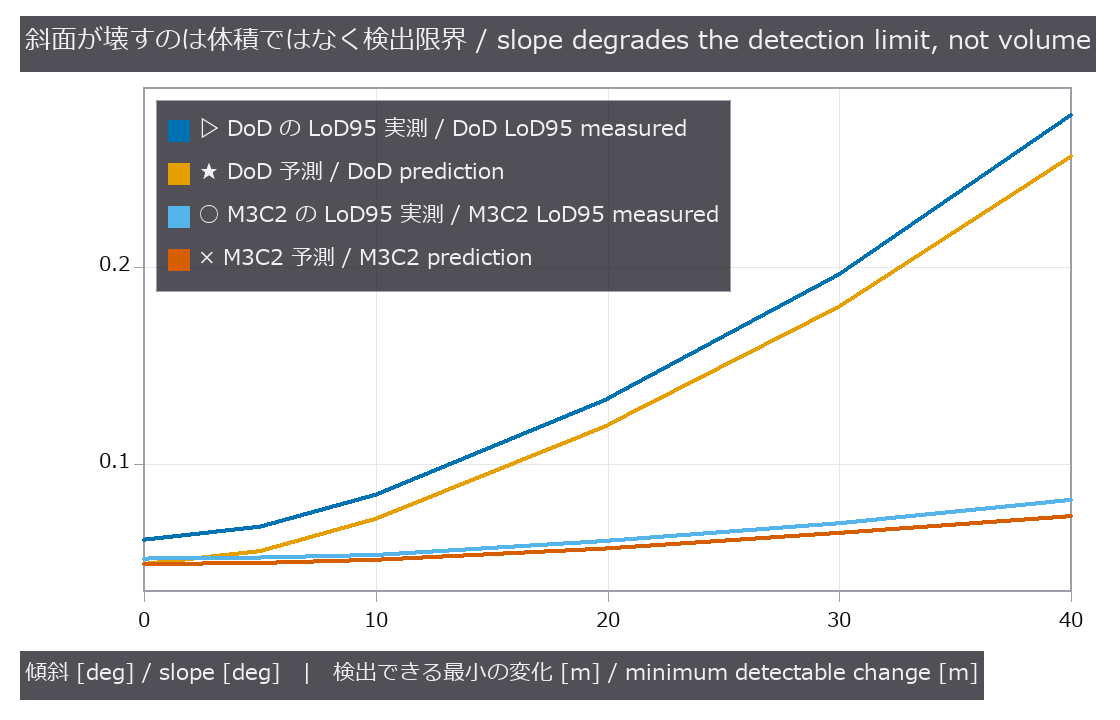 斜面が壊すのは体積ではなく検出限界 / slope degrades the detection limit, not volume
▷ DoD の LoD95 実測 / DoD LoD95 measured
★ DoD 予測 / DoD prediction
○ M3C2 の LoD95 実測 / M3C2 LoD95 measured
× M3C2 予測 / M3C2 prediction
0.2
0.1
0 10 20 30 40
傾斜 [deg] / slope [deg] | 検出できる最小の変化 [m] / minimum detectable change [m]